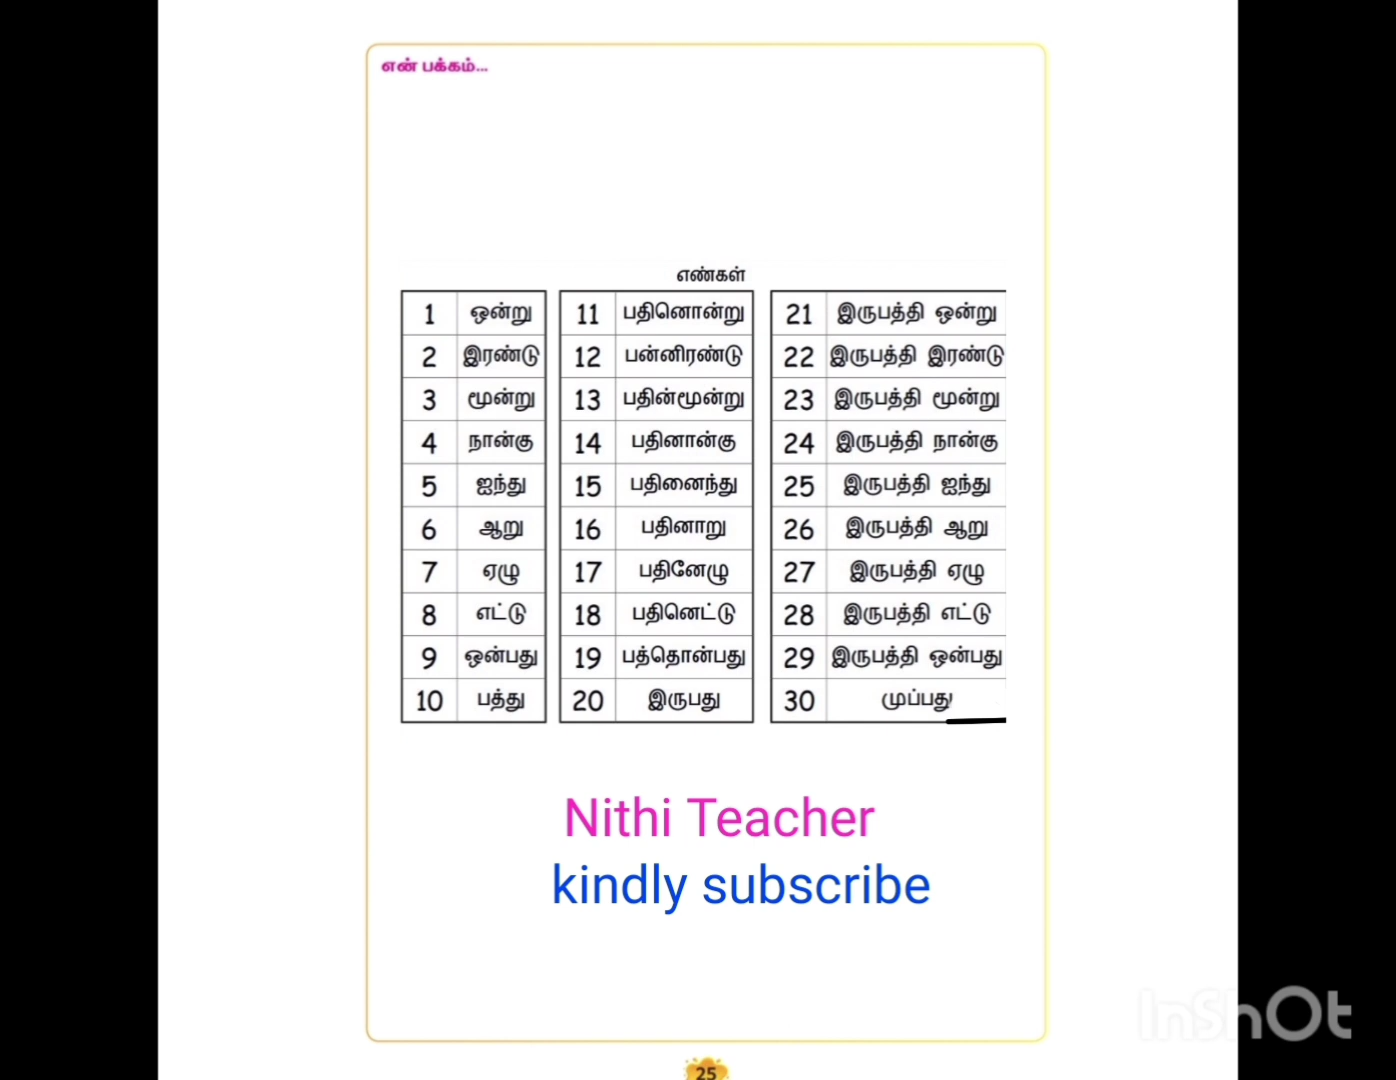 என் பக்கம்...
எண்கள்
1 ஒன்று 11 பதினொன்று 21 இருபத்தி ஒன்று
2 இரண்டு 12 பன்னிரண்டு 22 இருபத்தி இரண்டு
3 மூன்று 13 பதின்மூன்று 23 இருபத்தி மூன்று
4 நான்கு 14 பதினான்கு 24 இருபத்தி நான்கு
5 ஐந்து 15 பதினைந்து 25 இருபத்தி ஐந்து
6 ஆறு 16 பதினாறு 26 இருபத்தி ஆறு
7 ஏழு 17 பதினேழு 27 இருபத்தி ஏழு
8 எட்டு 18 பதினெட்டு 28 இருபத்தி எட்டு
9 ஒன்பது 19 பத்தொன்பது 29 இருபத்தி ஒன்பது
10 பத்து 20 இருபது 30 முப்பது
Nithi Teacher
kindly subscribe
InShOt
25